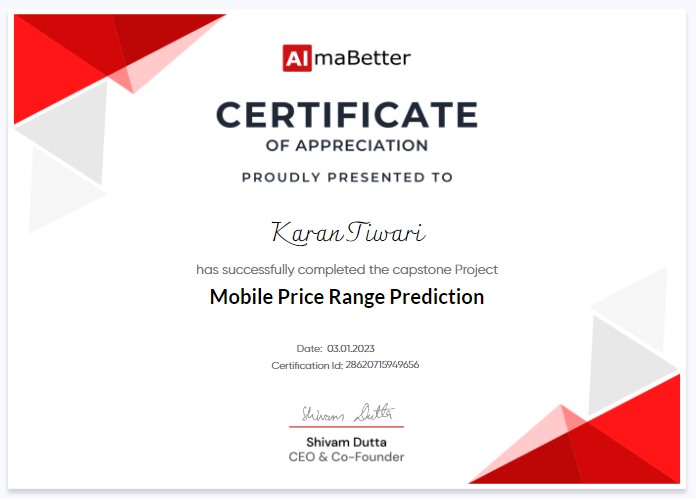 AlmaBetter
CERTIFICATE
OF APPRECIATION
PROUDLY PRESENTED TO
Karan Tiwari
has successfully completed the capstone Project
Mobile Price Range Prediction
Date: 03.01.2023
Certification Id: 28620715949656
Shivam Dutta
Shivam Dutta
CEO & Co-Founder